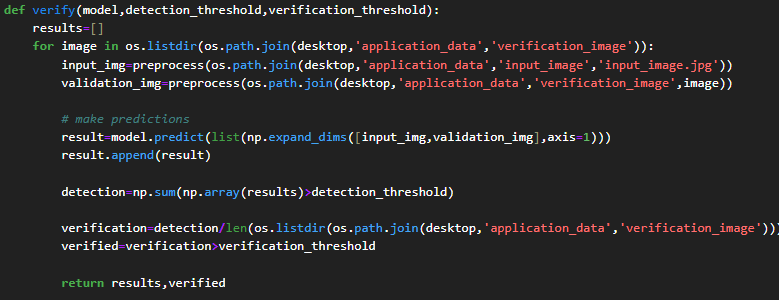 def verify(model,detection_threshold,verification_threshold):
    results=[]
    for image in os.listdir(os.path.join(desktop,'application_data','verification_image')):
        input_img=preprocess(os.path.join(desktop,'application_data','input_image','input_image.jpg'))
        validation_img=preprocess(os.path.join(desktop,'application_data','verification_image',image))
        # make predictions
        result=model.predict(list(np.expand_dims([input_img,validation_img],axis=1)))
        result.append(result)
        detection=np.sum(np.array(results)>detection_threshold)
        verification=detection/len(os.listdir(os.path.join(desktop,'application_data','verification_image')))
        verified=verification>verification_threshold
        return results,verified